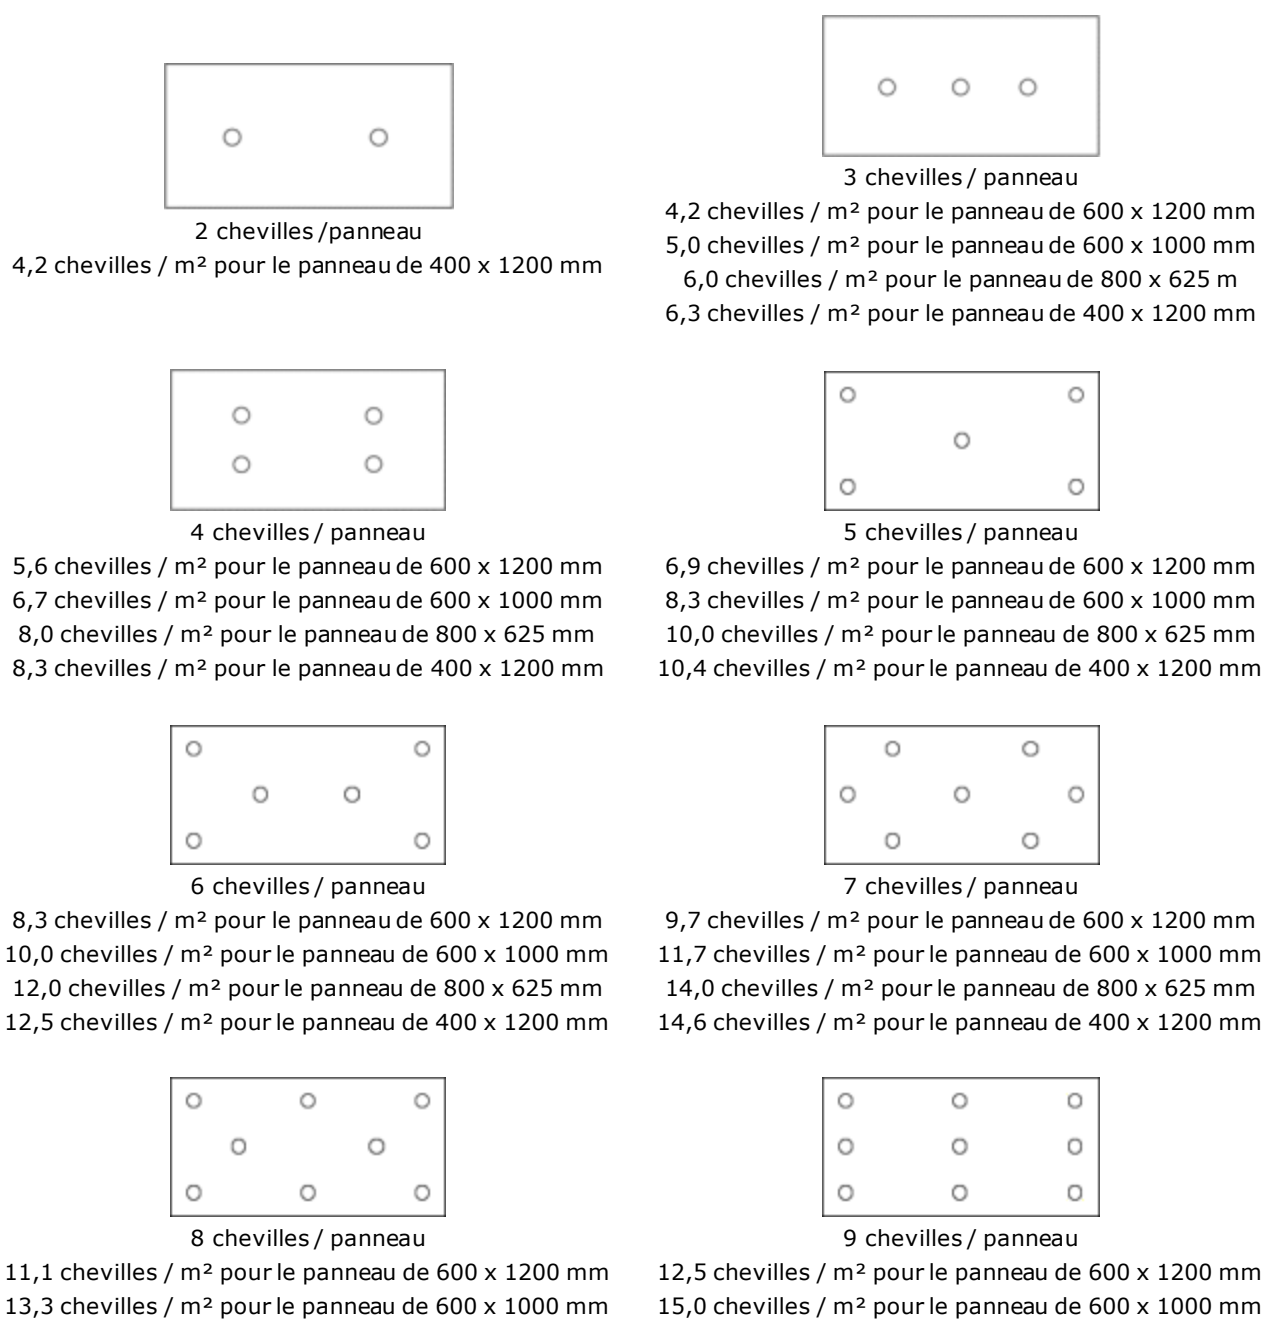 2 chevilles /panneau
4,2 chevilles / m² pour le panneau de 400 x 1200 mm
3 chevilles / panneau
4,2 chevilles / m² pour le panneau de 600 x 1200 mm
5,0 chevilles / m² pour le panneau de 600 x 1000 mm
6,0 chevilles / m² pour le panneau de 800 x 625 m
6,3 chevilles / m² pour le panneau de 400 x 1200 mm
4 chevilles / panneau
5,6 chevilles / m² pour le panneau de 600 x 1200 mm
6,7 chevilles / m² pour le panneau de 600 x 1000 mm
8,0 chevilles / m² pour le panneau de 800 x 625 mm
8,3 chevilles / m² pour le panneau de 400 x 1200 mm
5 chevilles / panneau
6,9 chevilles / m² pour le panneau de 600 x 1200 mm
8,3 chevilles / m² pour le panneau de 600 x 1000 mm
10,0 chevilles / m² pour le panneau de 800 x 625 mm
10,4 chevilles / m² pour le panneau de 400 x 1200 mm
6 chevilles / panneau
8,3 chevilles / m² pour le panneau de 600 x 1200 mm
10,0 chevilles / m² pour le panneau de 600 x 1000 mm
12,0 chevilles / m² pour le panneau de 800 x 625 mm
12,5 chevilles / m² pour le panneau de 400 x 1200 mm
7 chevilles / panneau
9,7 chevilles / m² pour le panneau de 600 x 1200 mm
11,7 chevilles / m² pour le panneau de 600 x 1000 mm
14,0 chevilles / m² pour le panneau de 800 x 625 mm
14,6 chevilles / m² pour le panneau de 400 x 1200 mm
8 chevilles / panneau
11,1 chevilles / m² pour le panneau de 600 x 1200 mm
13,3 chevilles / m² pour le panneau de 600 x 1000 mm
9 chevilles / panneau
12,5 chevilles / m² pour le panneau de 600 x 1200 mm
15,0 chevilles / m² pour le panneau de 600 x 1000 mm